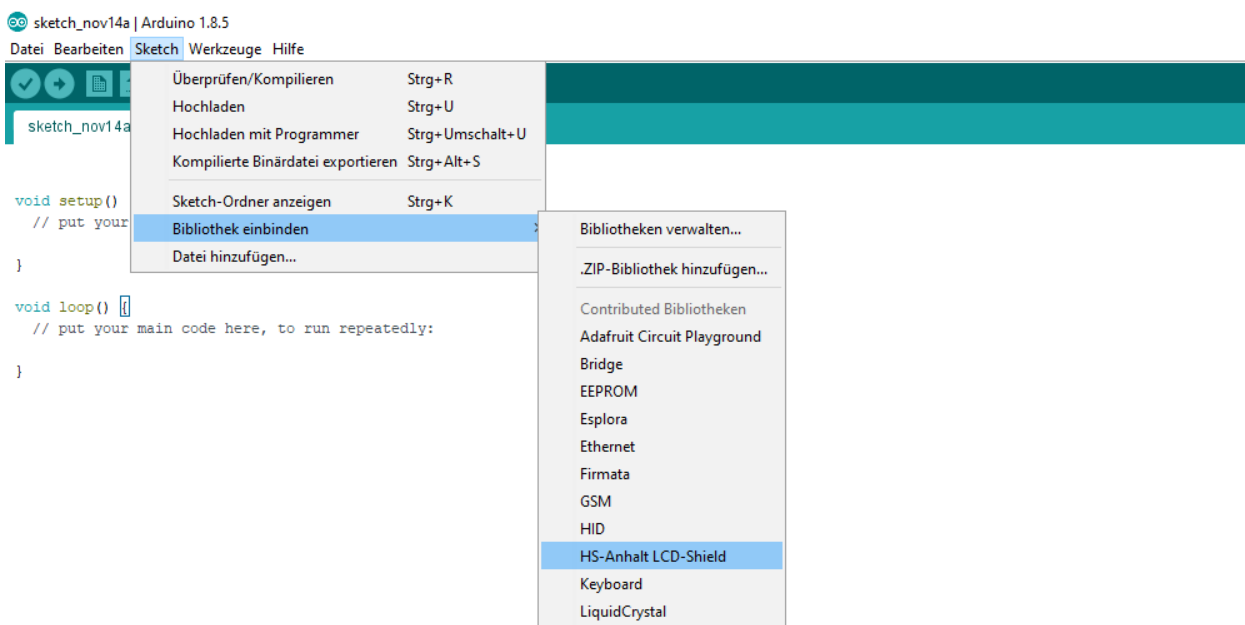 sketch_nov14a | Arduino 1.8.5
Datei Bearbeiten Sketch Werkzeuge Hilfe
Überprüfen/Kompilieren Strg+R
Hochladen Strg+U
Hochladen mit Programmer Strg+Umschalt+U
Kompilierte Binärdatei exportieren Strg+Alt+S
Sketch-Ordner anzeigen Strg+K
Bibliothek einbinden
Datei hinzufügen...
sketch_nov14a
void setup()
// put your
}
void loop() {
// put your main code here, to run repeatedly:
}
Bibliotheken verwalten...
.ZIP-Bibliothek hinzufügen...
Contributed Bibliotheken
Adafruit Circuit Playground
Bridge
EEPROM
Esplora
Ethernet
Firmata
GSM
HID
HS-Anhalt LCD-Shield
Keyboard
LiquidCrystal